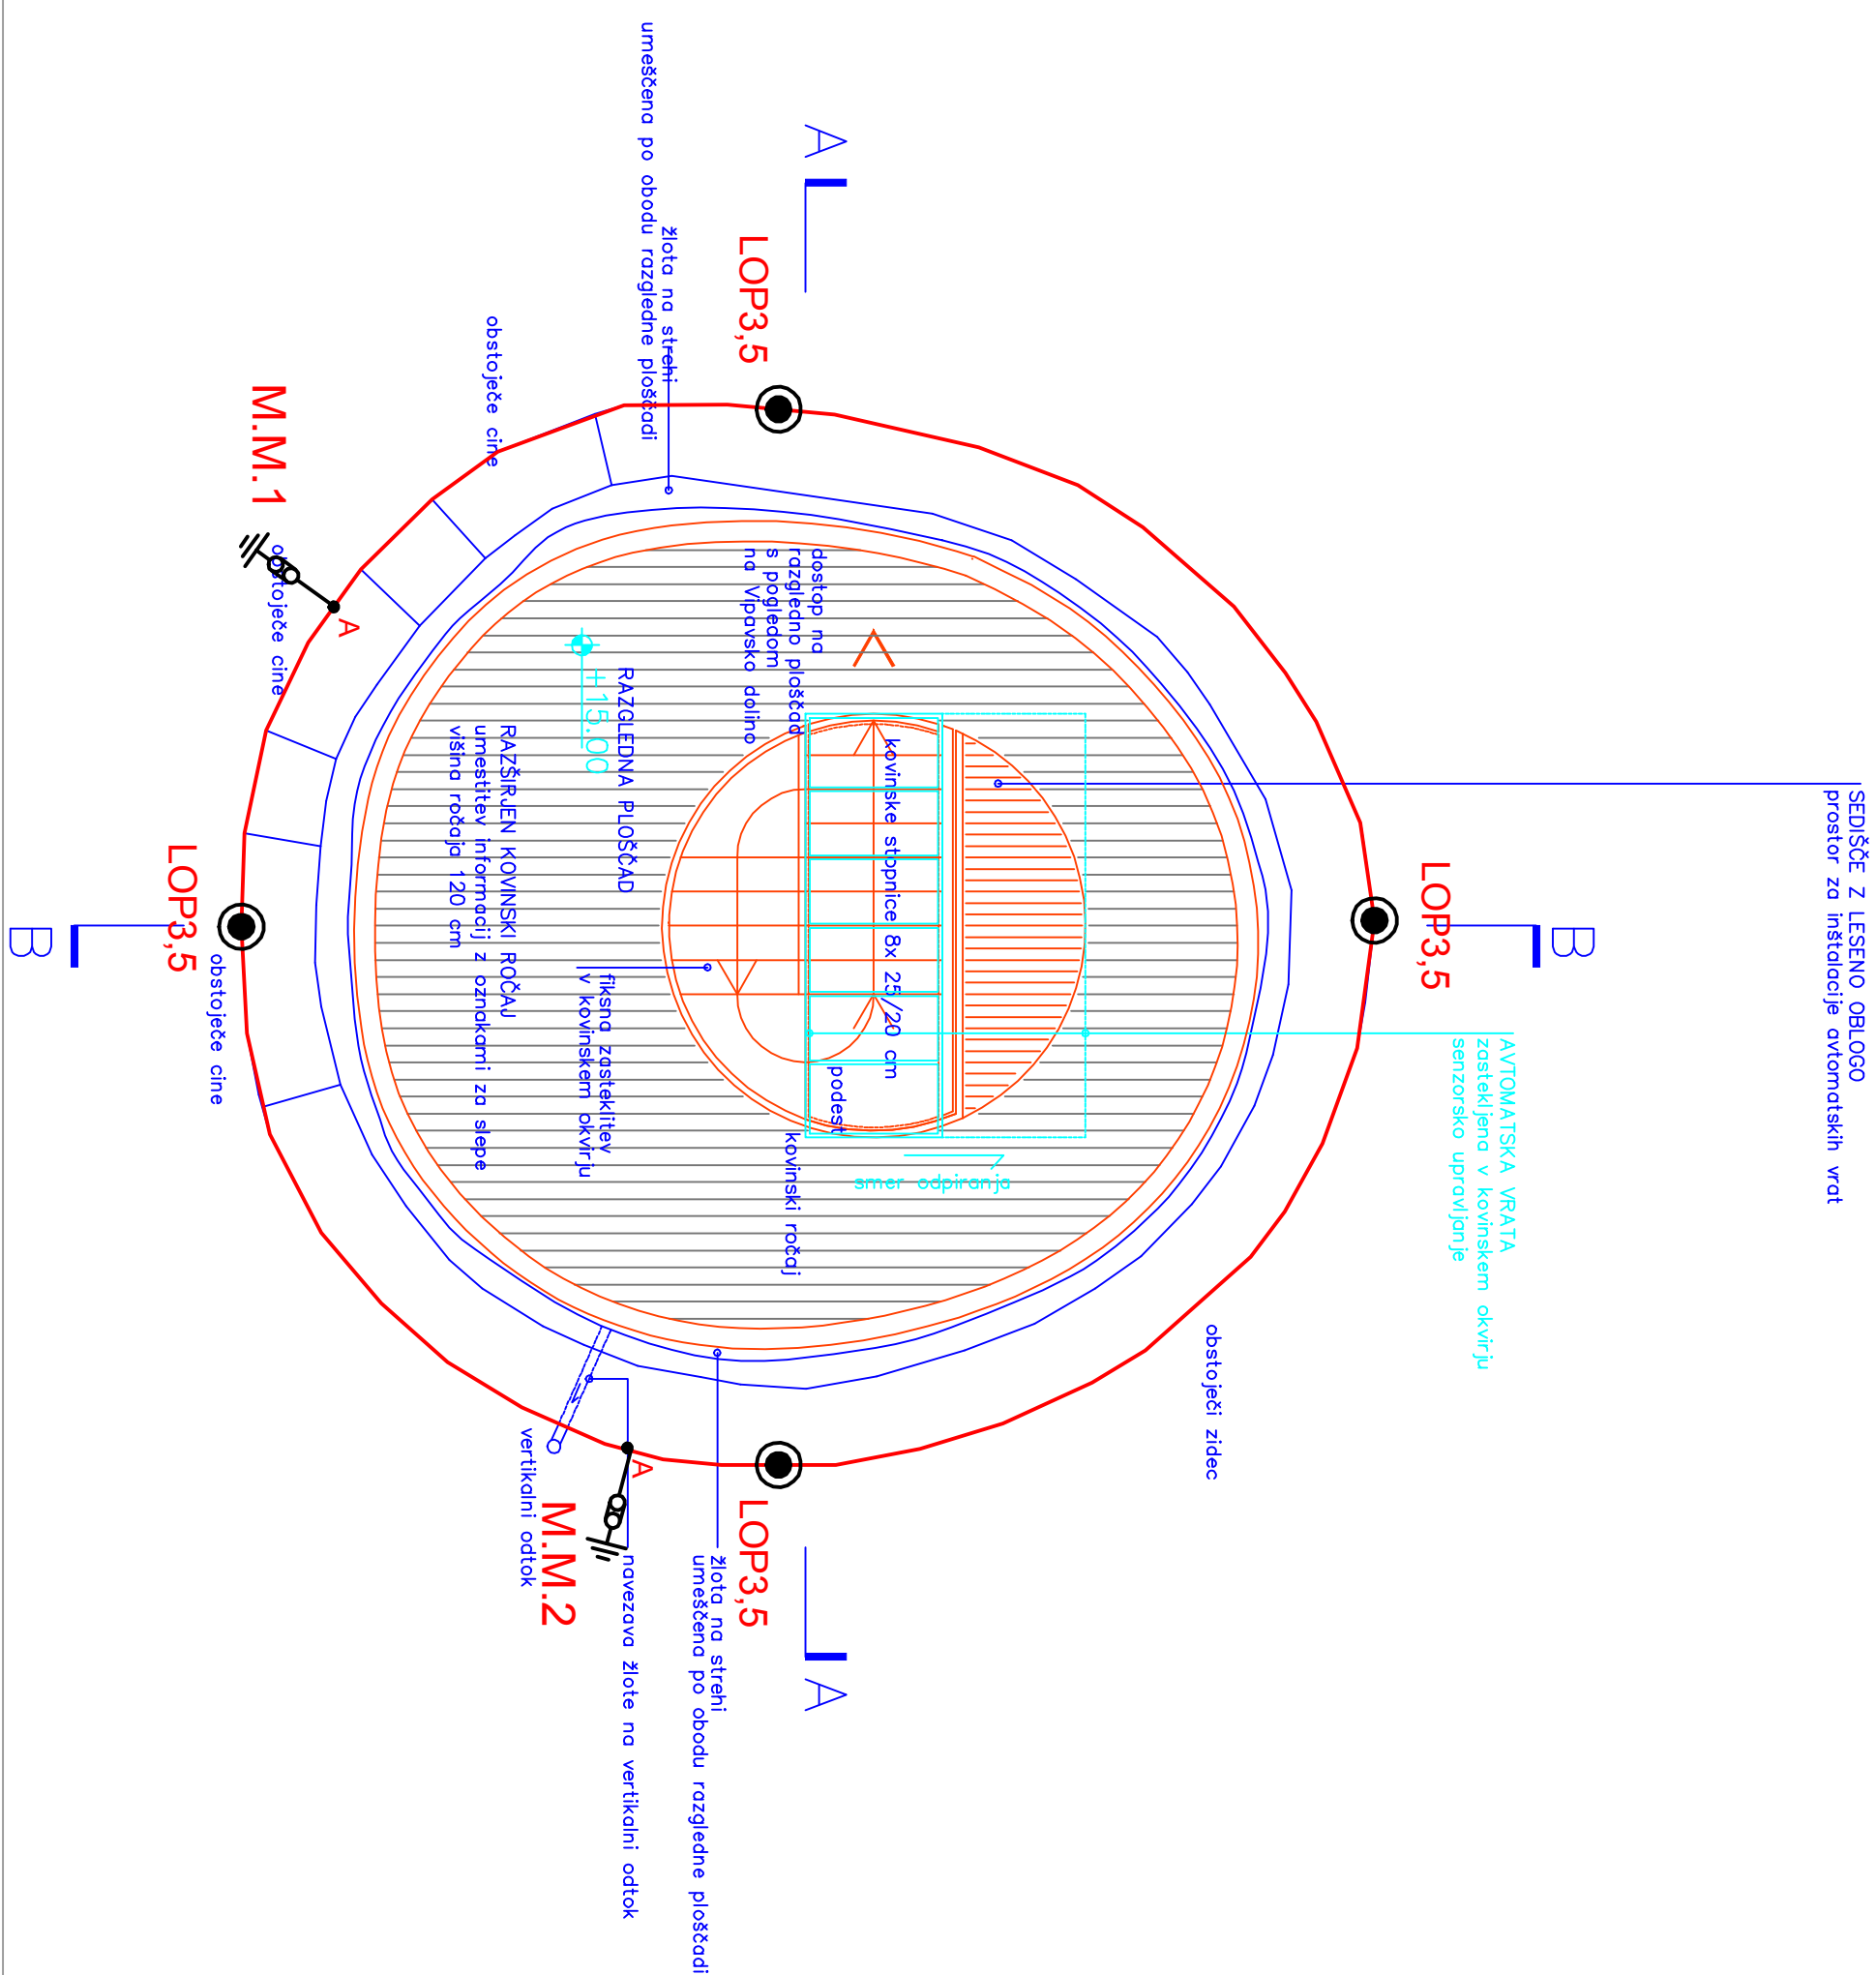 SEDIŠČE Z LESENO OBLOGO
prostor za inštalacije avtomatskih vrat
B
AVTOMATSKA VRATA
zastekljena v kovinskem okvirju
senzorsko upravljanje
LOP3,5
obstoječi zidec
smer odpiranja
kovinske stopnice 8x 25/20 cm
podest
kovinski ročaj
A
A
dostop na
razgledno ploščad
s pogledom
na Vipavsko dolino
LOP3,5
LOP3,5
žlota na strehi
umeščena po obodu razgledne ploščadi
žlota na strehi
umeščena po obodu razgledne ploščadi
A
navezava žlote na vertikalni odtok
RAZGLEDNA PLOŠČAD
+15.00
fiksna zasteklitev
v kovinskem okvirju
M.M.2
vertikalni odtok
RAZŠIRJEN KOVINSKI ROČAJ
umestitev informacij z oznakami za slepe
višina ročaja 120 cm
obstoječe cine
A
M.M.1
obstoječe cine
obstoječe cine
LOP3,5
B